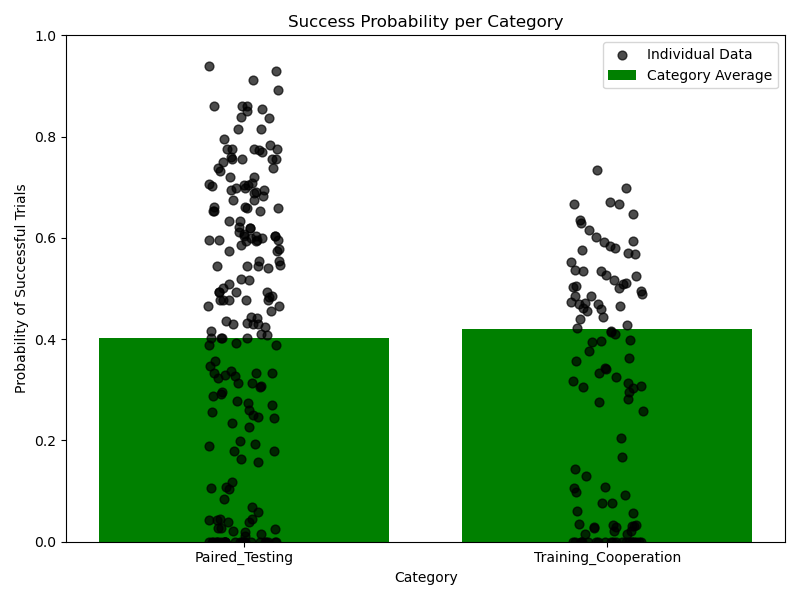 Success Probability per Category
Individual Data
Category Average
Probability of Successful Trials
1.0
0.8
0.6
0.4
0.2
0.0
Paired_Testing
Training_Cooperation
Category